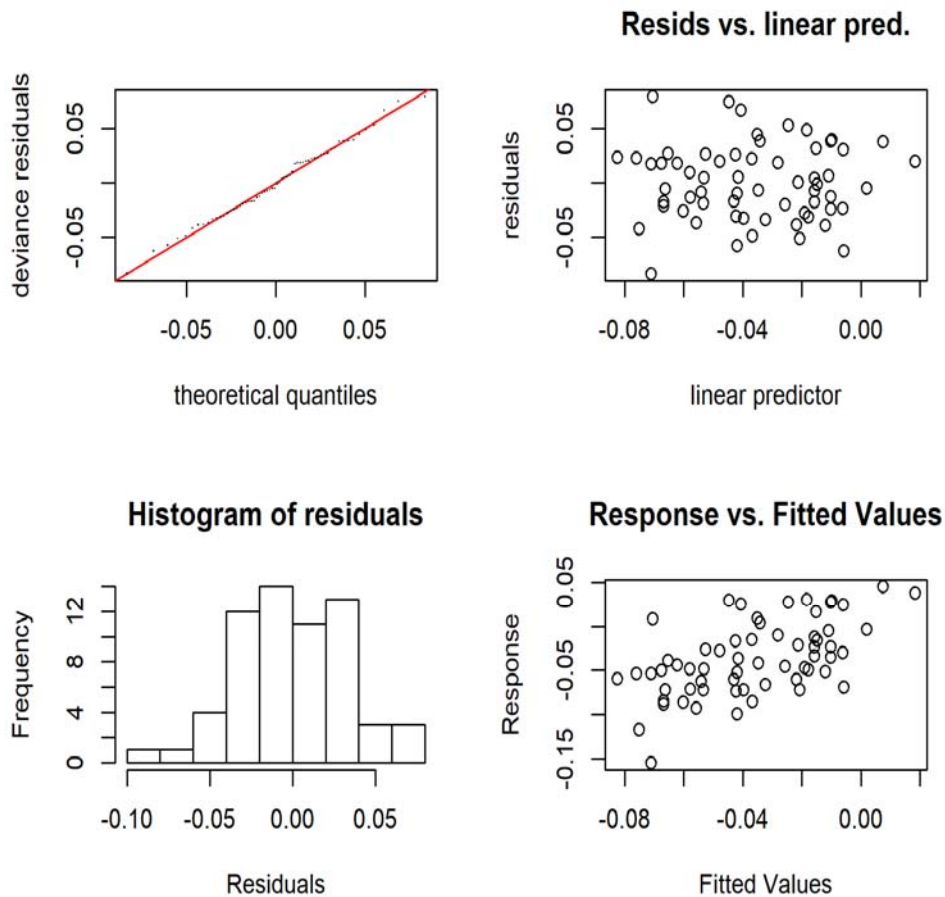 deviance residuals
0.05
-0.05
-0.05 0.00 0.05
theoretical quantiles
Resids vs. linear pred.
residuals
0.05
-0.05
-0.08 -0.04 0.00
linear predictor
Histogram of residuals
Frequency
12
4
0
-0.10 -0.05 0.00 0.05
Residuals
Response vs. Fitted Values
Response
0.05
-0.05
-0.15
-0.08 -0.04 0.00
Fitted Values